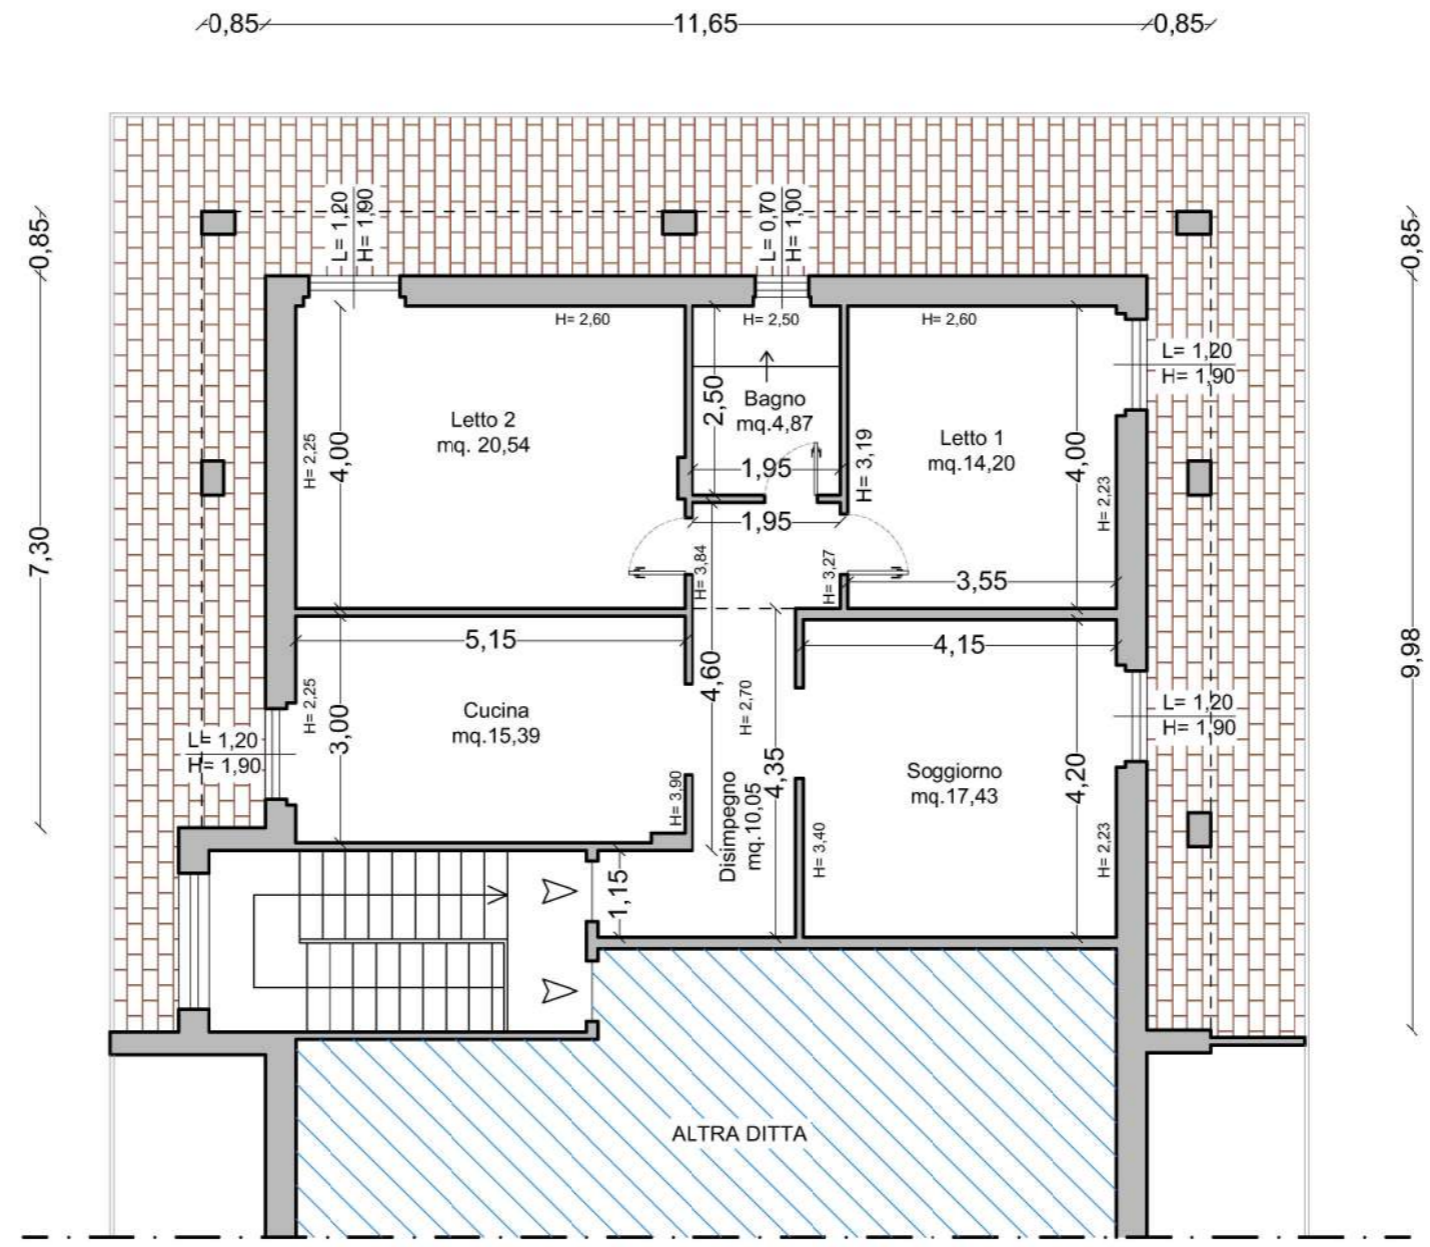 0,85
11,65
0,85
0,85
7,30
0,85
9,98
L= 1,20
H= 1,90
L= 0,70
H= 1,00
H= 2,60
H= 2,50
H= 2,60
L= 1,20
H= 1,90
Letto 2
mq. 20,54
H= 2,25
4,00
2,50
Bagno
mq.4,87
1,95
H= 3,19
Letto 1
mq.14,20
4,00
H= 2,23
1,95
H= 3,84
H= 3,27
3,55
5,15
4,15
H= 2,25
3,00
Cucina
mq.15,39
4,60
H= 2,70
L= 1,20
H= 1,90
L= 1,20
H= 1,90
H= 3,90
Disimpegno
mq.10,05
4,35
Soggiorno
mq.17,43
4,20
H= 3,40
H= 2,23
1,15
ALTRA DITTA